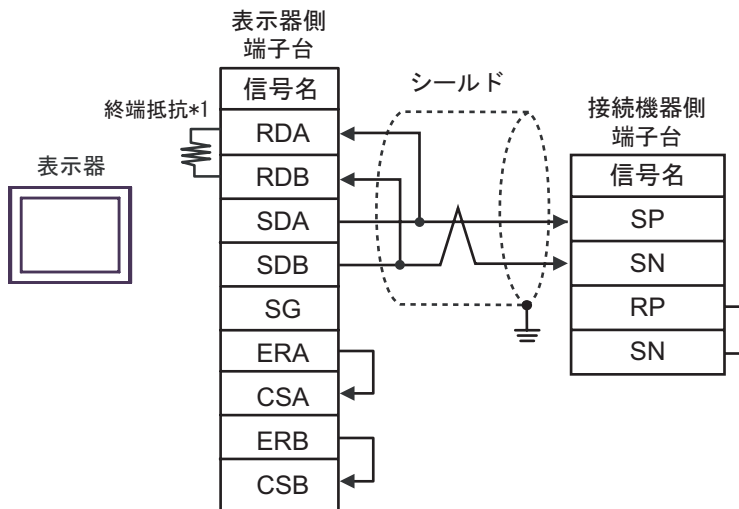 表示器側
端子台
信号名
シールド
終端抵抗*1
接続機器側
端子台
RDA
表示器
RDB
信号名
SDA
SP
SDB
SN
SG
RP
ERA
SN
CSA
ERB
CSB